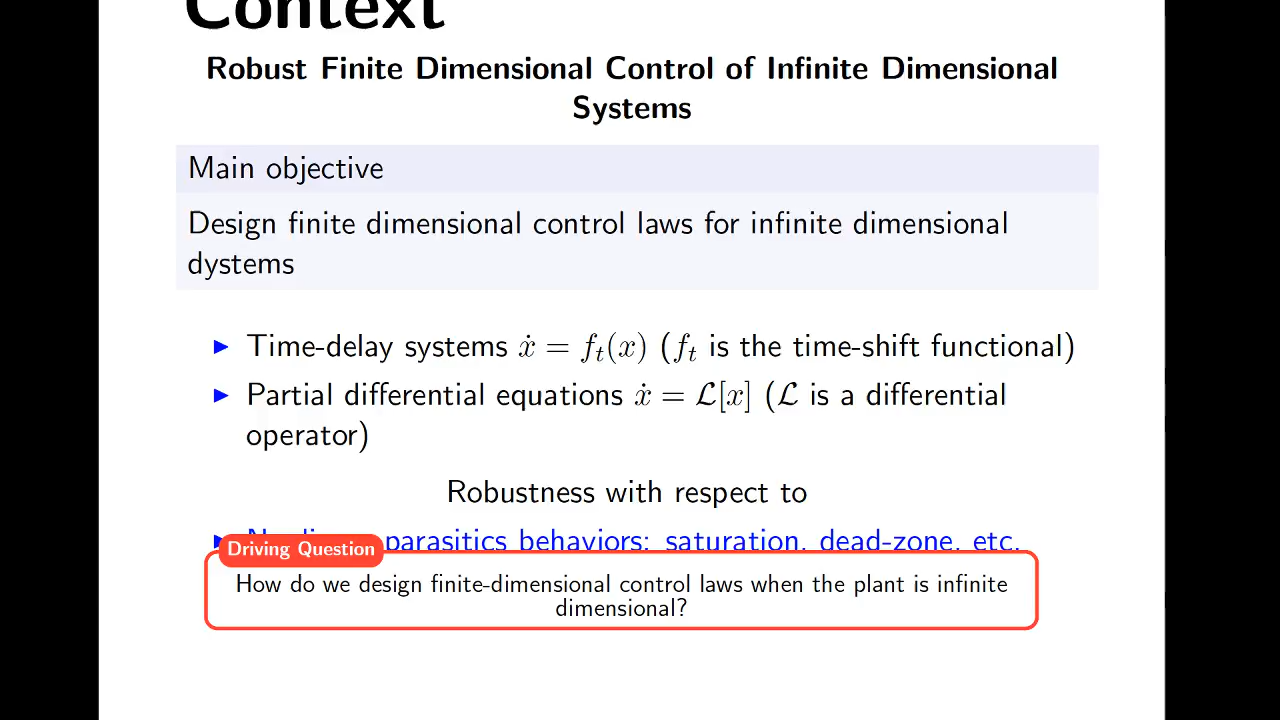 Context
Robust Finite Dimensional Control of Infinite Dimensional
Systems
Main objective
Design finite dimensional control laws for infinite dimensional
dystems
▶ Time-delay systems ẋ = fₜ(x) (fₜ is the time-shift functional)
▶ Partial differential equations ẋ = ℒ[x] (ℒ is a differential
operator)
Robustness with respect to
parasitics behaviors: saturation, dead-zone, etc.
Driving Question
How do we design finite-dimensional control laws when the plant is infinite
dimensional?